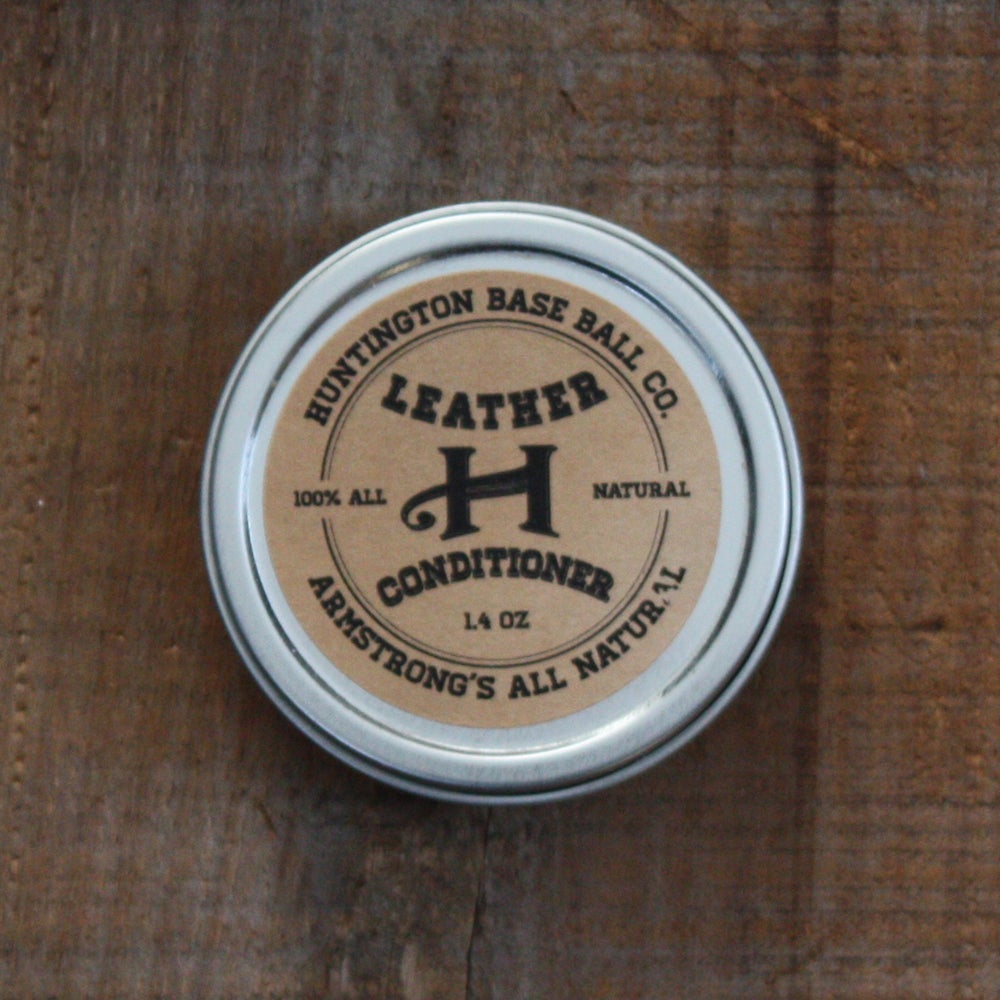 HUNTINGTON BASE BALL CO.
LEATHER
100% ALL H NATURAL
CONDITIONER
1.4 OZ
ARMSTRONG'S ALL NATURAL